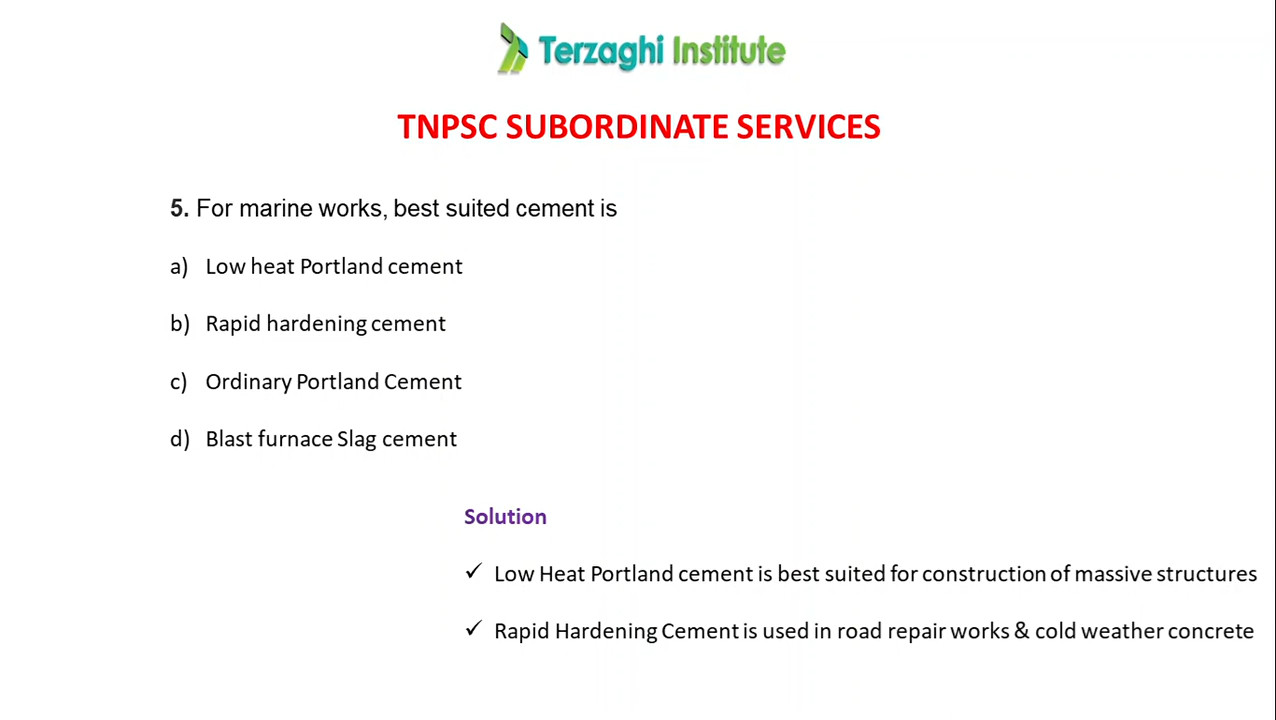 Terzaghi Institute
TNPSC SUBORDINATE SERVICES
5. For marine works, best suited cement is
a) Low heat Portland cement
b) Rapid hardening cement
c) Ordinary Portland Cement
d) Blast furnace Slag cement
Solution
✓ Low Heat Portland cement is best suited for construction of massive structures
✓ Rapid Hardening Cement is used in road repair works & cold weather concrete